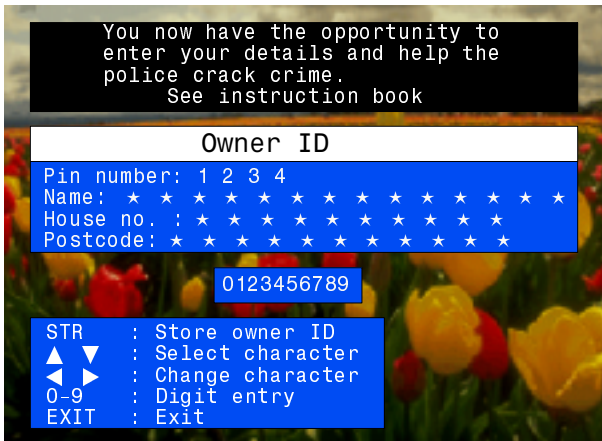 You now have the opportunity to
enter your details and help the
police crack crime.
See instruction book
Owner ID
Pin number: 1 2 3 4
Name: ★ ★ ★ ★ ★ ★ ★ ★ ★ ★ ★ ★ ★ ★
House no. : ★ ★ ★ ★ ★ ★ ★ ★ ★ ★
Postcode: ★ ★ ★ ★ ★ ★ ★ ★ ★ ★ ★
0123456789
STR : Store owner ID
▲ ▼ : Select character
◀ ▶ : Change character
0-9 : Digit entry
EXIT : Exit